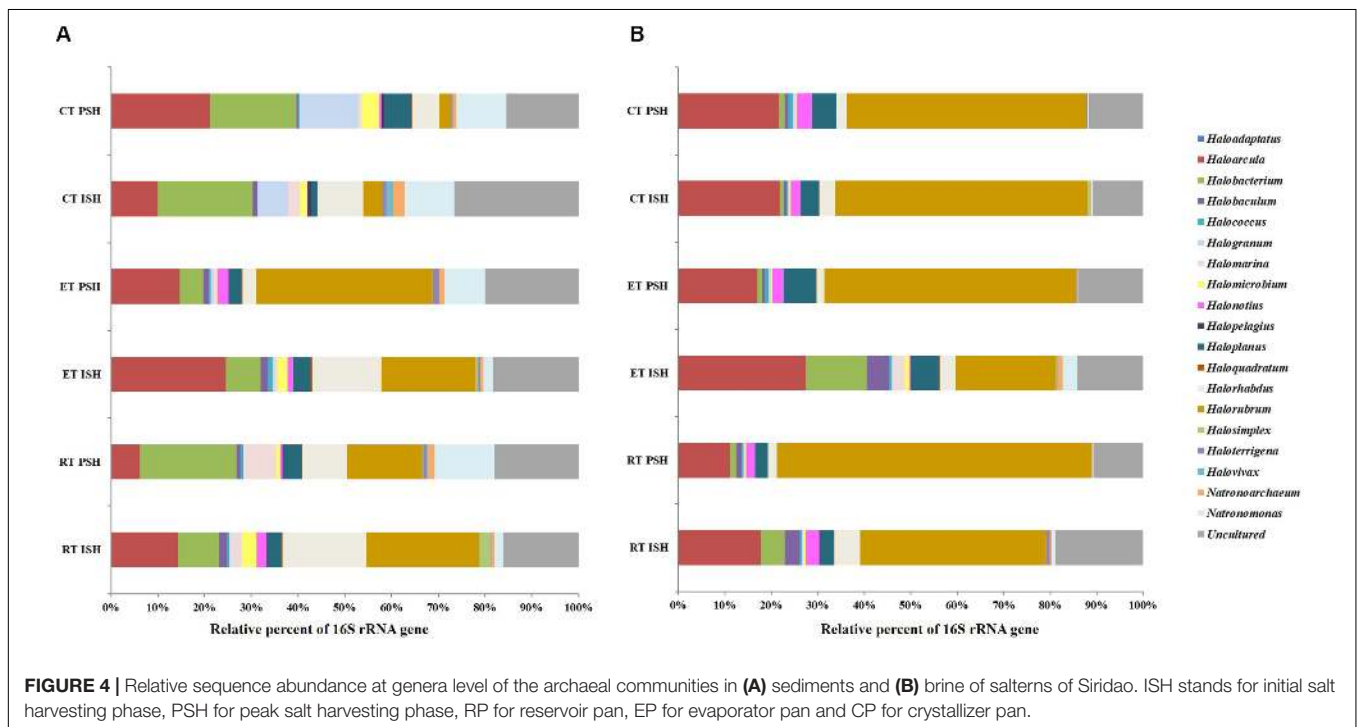 A
CT PSH
CT ISH
ET PSH
ET ISH
RT PSH
RT ISH
0% 10% 20% 30% 40% 50% 60% 70% 80% 90% 100%
Relative percent of 16S rRNA gene
B
CT PSH
CT ISH
ET PSH
ET ISH
RT PSH
RT ISH
0% 10% 20% 30% 40% 50% 60% 70% 80% 90% 100%
Relative percent of 16S rRNA gene
Haloadaptatus
Haloarcula
Halobacterium
Halobaculum
Halococcus
Halogranum
Halomarina
Halomicrobium
Halonotius
Halopelagius
Haloplanus
Haloquadratum
Halorhabdus
Halorubrum
Halosimplex
Haloterrigena
Halovivax
Natronoarchaeum
Natronomonas
Uncultured
FIGURE 4 | Relative sequence abundance at genera level of the archaeal communities in (A) sediments and (B) brine of salterns of Siridao. ISH stands for initial salt
harvesting phase, PSH for peak salt harvesting phase, RP for reservoir pan, EP for evaporator pan and CP for crystallizer pan.